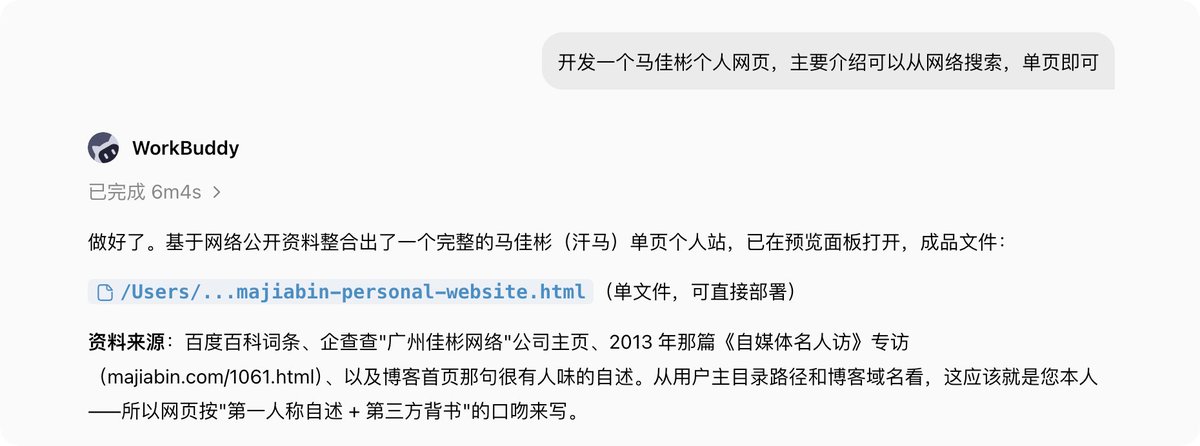 开发一个马佳彬个人网页，主要介绍可以从网络搜索，单页即可
WorkBuddy
已完成 6m4s >
做好了。基于网络公开资料整合出了一个完整的马佳彬（汗马）单页个人站，已在预览面板打开，成品文件：
/Users/...majiabin-personal-website.html（单文件，可直接部署）
资料来源：百度百科词条、企查查"广州佳彬网络"公司主页、2013 年那篇《自媒体名人访》专访
（majiabin.com/1061.html）、以及博客首页那句很有人味的自述。从用户主目录路径和博客域名看，这应该就是您本人
——所以网页按"第一人称自述 + 第三方背书"的口吻来写。